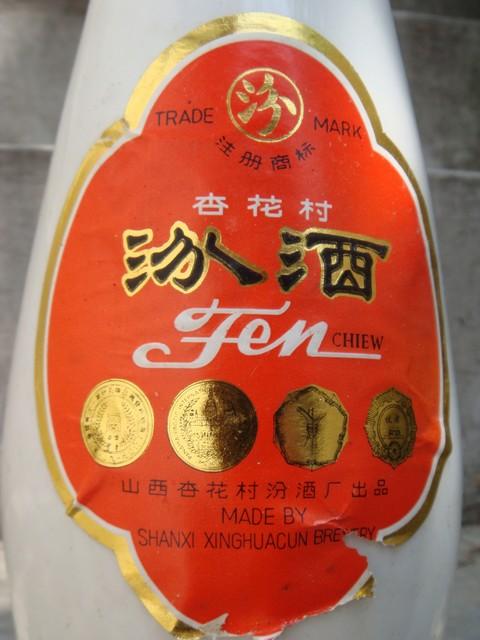 汾
TRADE MARK
注册商标
杏花村
汾酒
Fen CHIEW
山西杏花村汾酒厂出品
MADE BY
SHANXI XINGHUACUN BREWERY